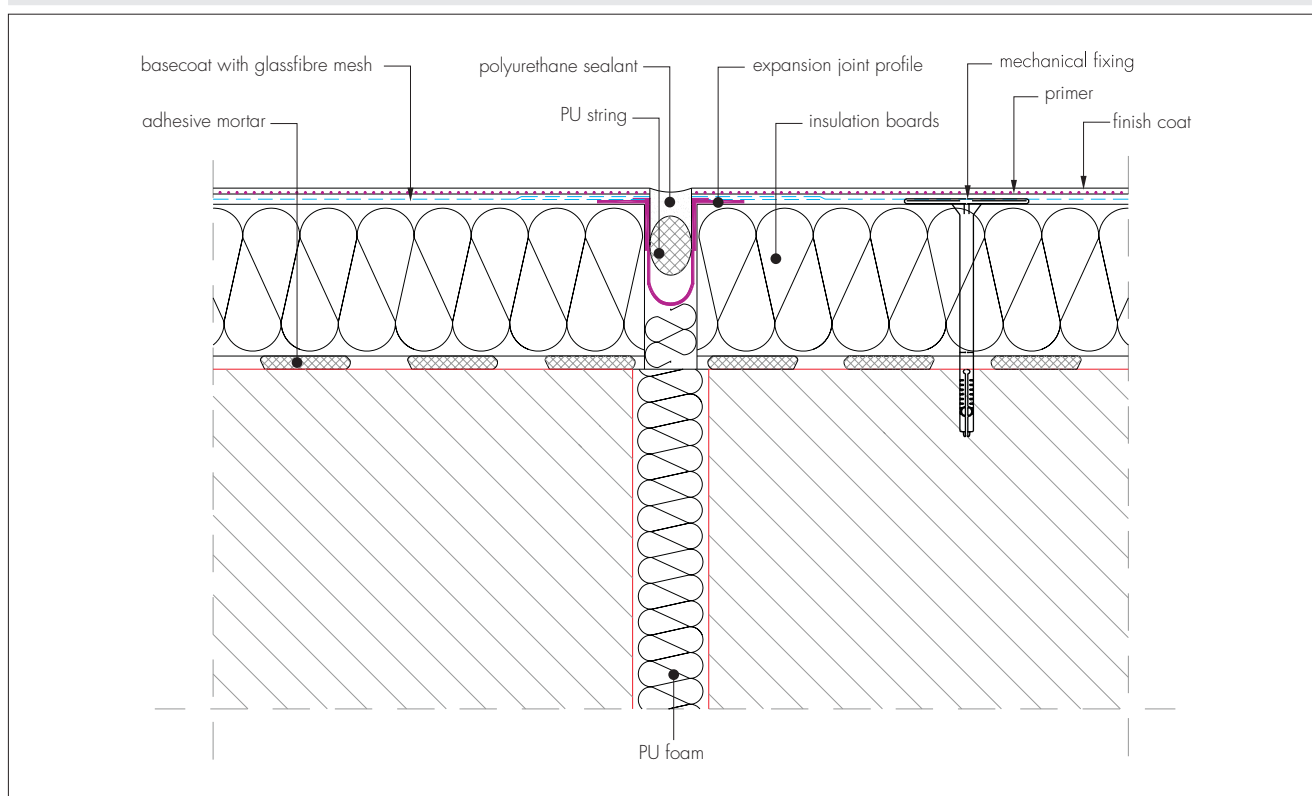 basecoat with glassfibre mesh
polyurethane sealant
expansion joint profile
mechanical fixing
primer
adhesive mortar
PU string
insulation boards
finish coat
PU foam